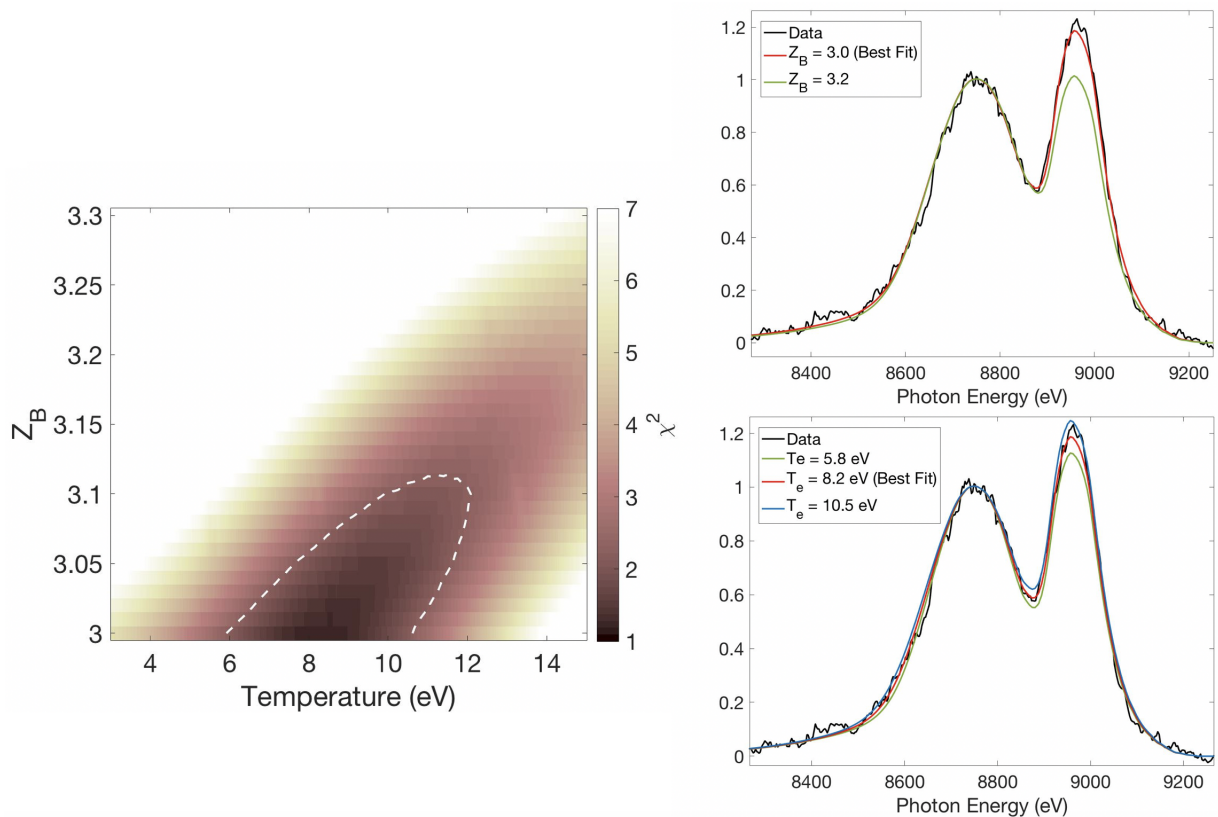 3.3
3.25
3.2
3.15
3.1
3.05
3
Z_B
4 6 8 10 12 14
Temperature (eV)
7
6
5
4
3
2
1
χ²
1.2
1
0.8
0.6
0.4
0.2
0
Data
Z_B = 3.0 (Best Fit)
Z_B = 3.2
8400 8600 8800 9000 9200
Photon Energy (eV)
1.2
1
0.8
0.6
0.4
0.2
0
Data
Te = 5.8 eV
T_e = 8.2 eV (Best Fit)
T_e = 10.5 eV
8400 8600 8800 9000 9200
Photon Energy (eV)